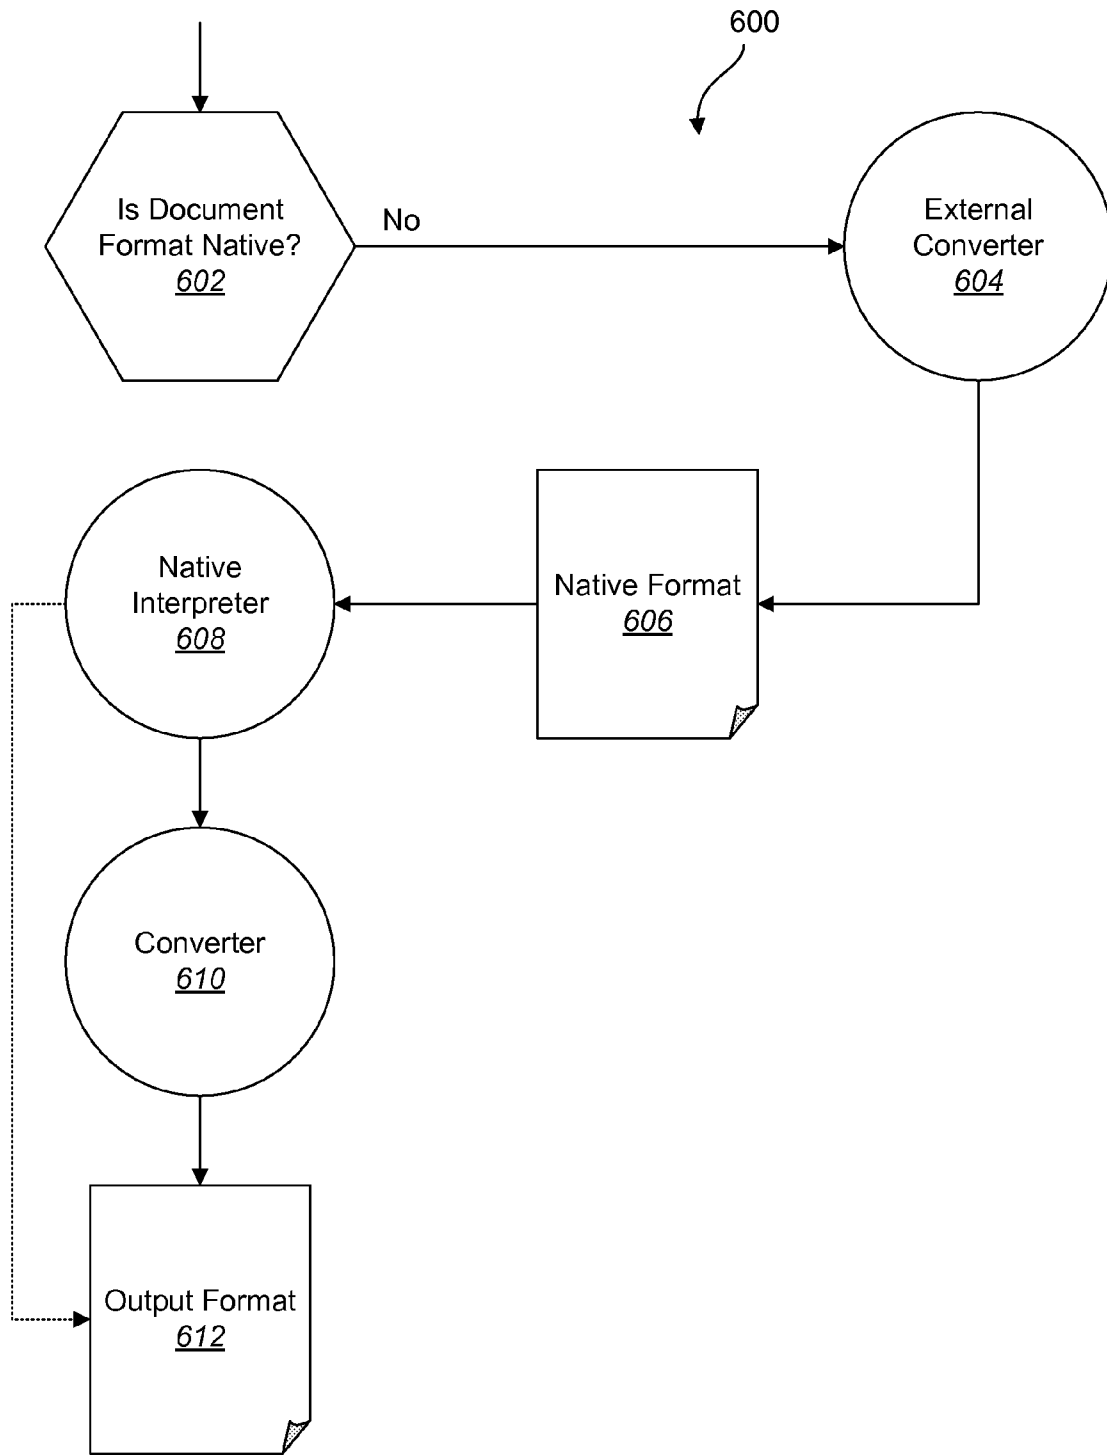 600
Is Document
Format Native?
602
No
External
Converter
604
Native
Interpreter
608
Native Format
606
Converter
610
Output Format
612